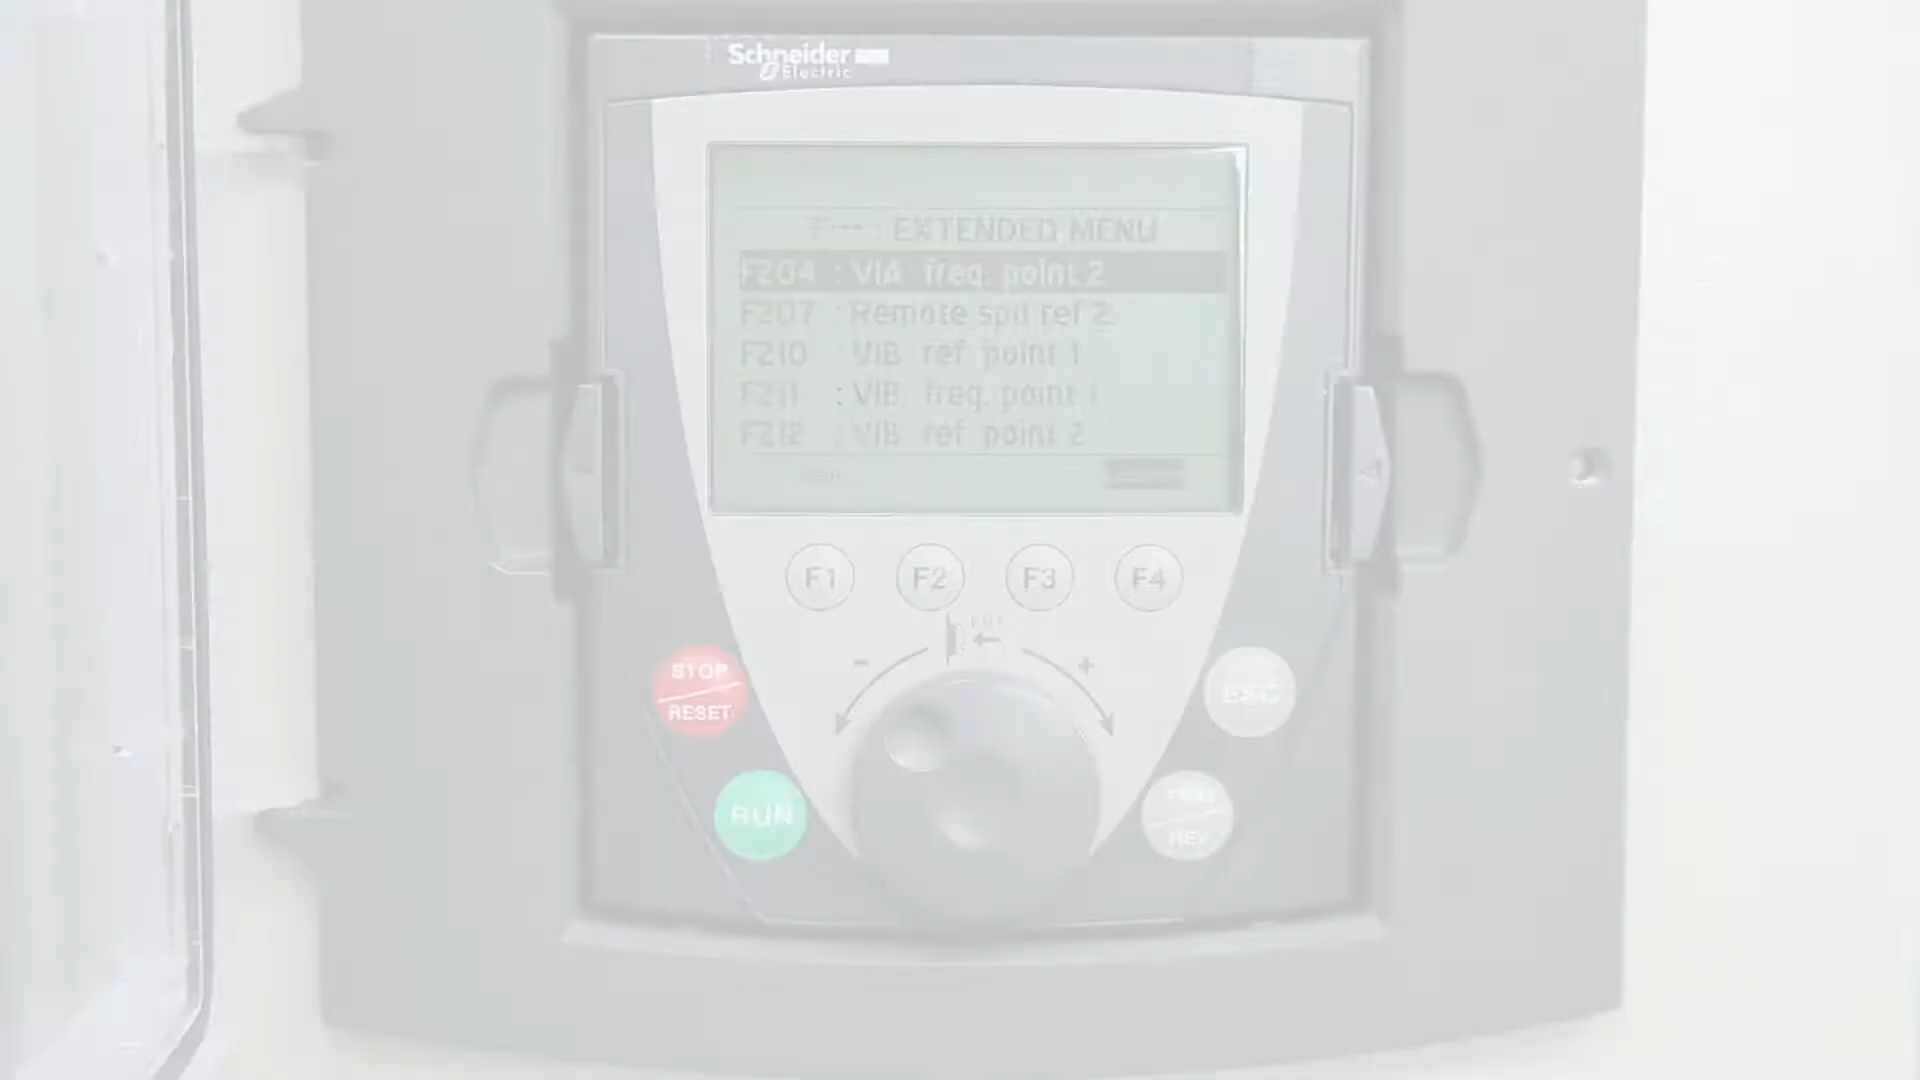 Schneider
Electric
F--- : EXTENDED MENU
F204 : VIA freq. point 2
F207 : Remote spd ref 2
F210 : VIB ref point 1
F211 : VIB freq. point 1
F212 : VIB ref point 2
F1 F2 F3 F4
- +
STOP
RESET
ESC
RUN
REV